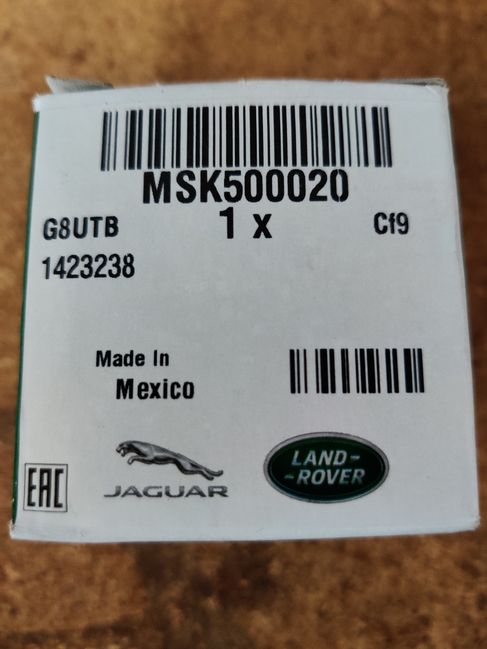 MSK500020
G8UTB 1 x Cf9
1423238
Made In
Mexico
EAC
JAGUAR
LAND-
-ROVER